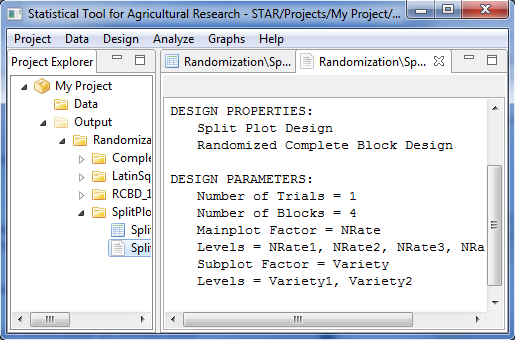 Statistical Tool for Agricultural Research - STAR/Projects/My Project/...
Project Data Design Analyze Graphs Help
Project Explorer
Randomization\Sp...
Randomization\Sp...
My Project
Data
Output
Randomiza
Comple
LatinSq
RCBD_1
SplitPlo
Split
Split
DESIGN PROPERTIES:
Split Plot Design
Randomized Complete Block Design
DESIGN PARAMETERS:
Number of Trials = 1
Number of Blocks = 4
Mainplot Factor = NRate
Levels = NRate1, NRate2, NRate3, NRa
Subplot Factor = Variety
Levels = Variety1, Variety2